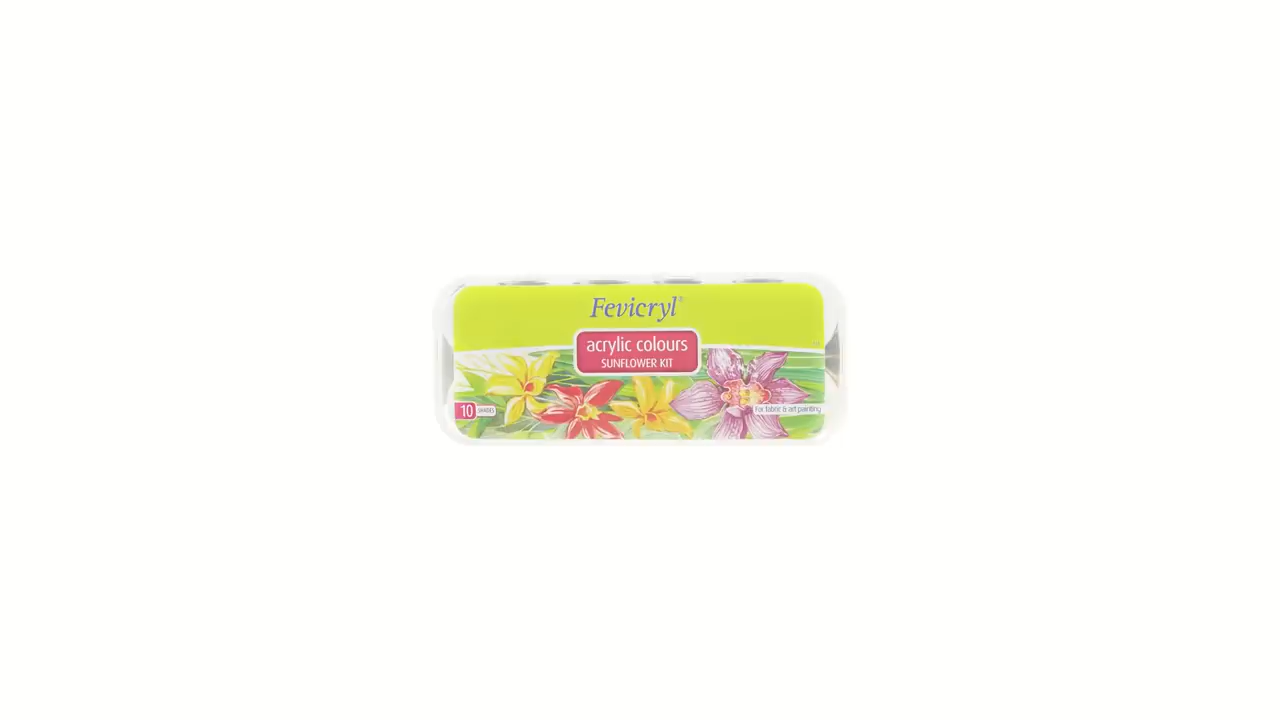 Fevicryl®
acrylic colours
SUNFLOWER KIT
10 SHADES
For fabric & art painting